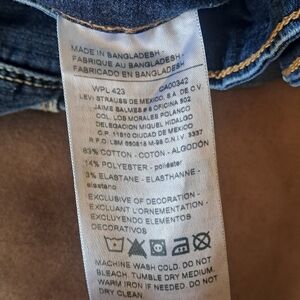 MADE IN BANGLADESH -
FABRIQUE AU BANGLADESH -
FABRICADO EN BANGLADESH
WPL 423 CA00342
LEVI STRAUSS DE MEXICO, S.A. DE C.V.
JAIME BALMES #8 OFICINA 502
COL. LOS MORALES POLANCO
DELEGACION MIGUEL HIDALGO
C.P. 11510 CIUDAD DE MEXICO
R.F.O. LSM 850818 M-98 C.N.I.V. 3337
83% COTTON - COTON - ALGODÓN
14% POLYESTER - poliéster
3% ELASTANE - ELASTHANNE -
elastano
EXCLUSIVE OF DECORATION -
EXCLUANT L'ORNEMENTATION -
EXCLUYENDO ELEMENTOS
DECORATIVOS
MACHINE WASH COLD. DO NOT
BLEACH. TUMBLE DRY MEDIUM.
WARM IRON IF NEEDED. DO NOT
DRY CLEAN.